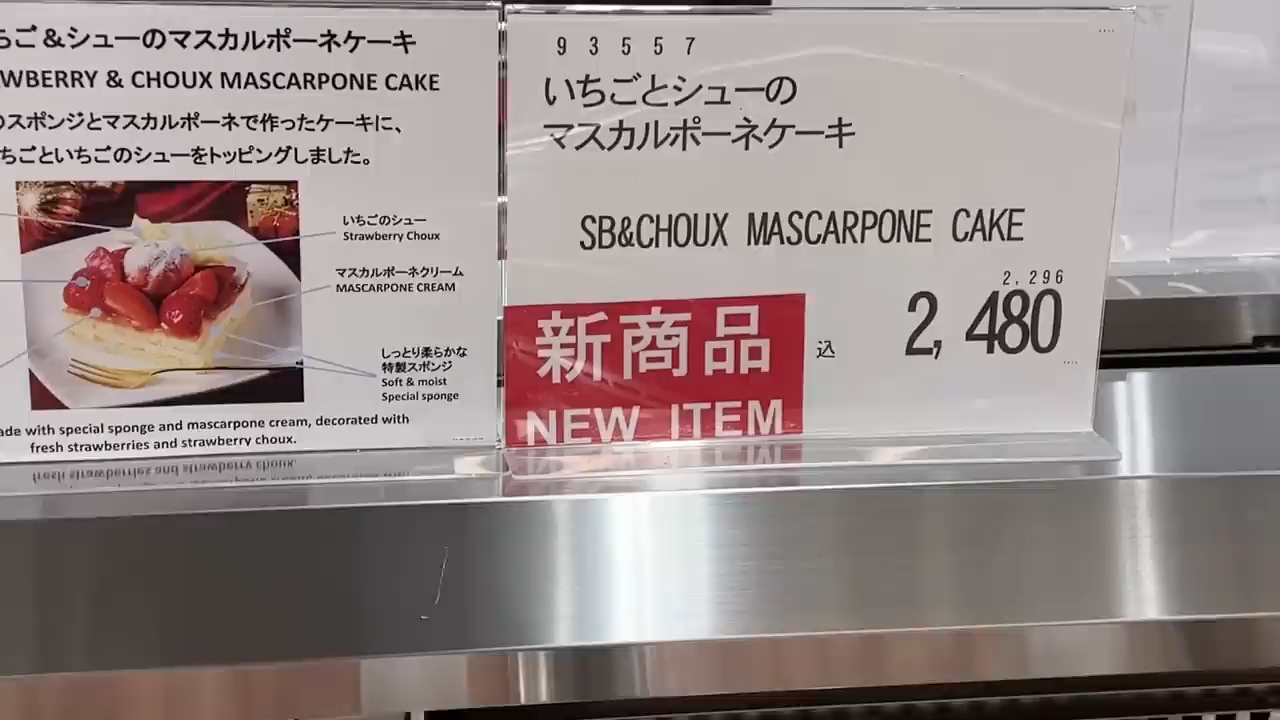 ちご&シューのマスカルポーネケーキ
WBERRY & CHOUX MASCARPONE CAKE
スポンジとマスカルポーネで作ったケーキに、
ちごといちごのシューをトッピングしました。
いちごのシュー
Strawberry Choux
マスカルポーネクリーム
MASCARPONE CREAM
しっとり柔らかな
特製スポンジ
Soft & moist
Special sponge
ade with special sponge and mascarpone cream, decorated with
fresh strawberries and strawberry choux.
93557
いちごとシューの
マスカルポーネケーキ
SB&CHOUX MASCARPONE CAKE
2,296
込 2,480
新商品
NEW ITEM